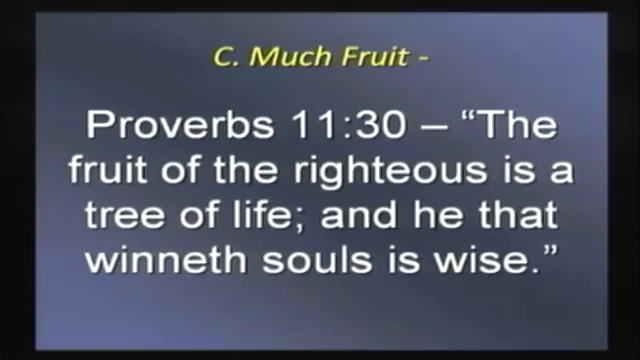 C. Much Fruit -
Proverbs 11:30 – “The
fruit of the righteous is a
tree of life; and he that
winneth souls is wise.”